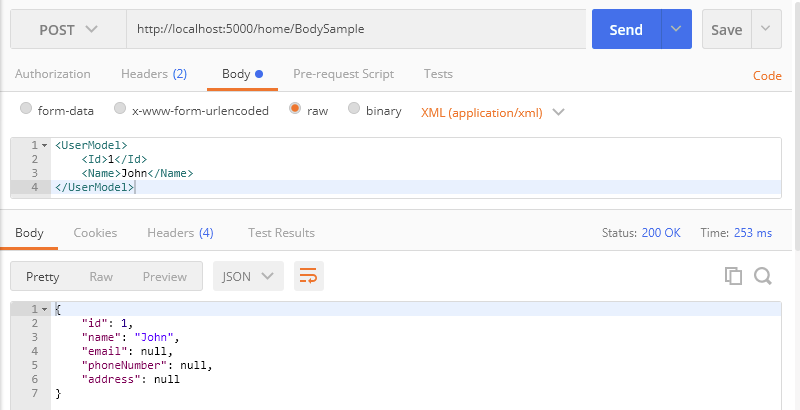 POST http://localhost:5000/home/BodySample Send Save
Authorization Headers (2) Body Pre-request Script Tests Code
form-data x-www-form-urlencoded raw binary XML (application/xml)
1 <UserModel>
2 <Id>1</Id>
3 <Name>John</Name>
4 </UserModel>
Body Cookies Headers (4) Test Results Status: 200 OK Time: 253 ms
Pretty Raw Preview JSON
1 {
2 "id": 1,
3 "name": "John",
4 "email": null,
5 "phoneNumber": null,
6 "address": null
7 }